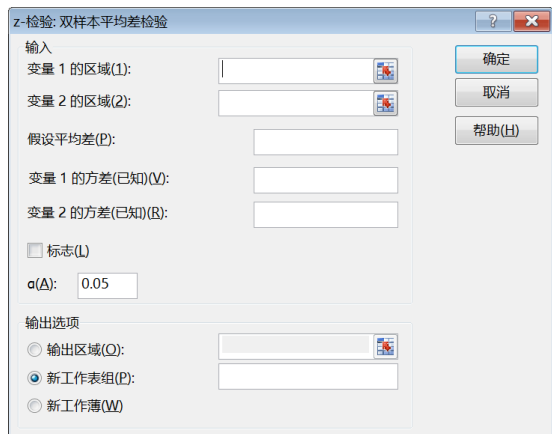 z-检验: 双样本平均差检验
输入
变量 1 的区域(1):
变量 2 的区域(2):
假设平均差(P):
变量 1 的方差(已知)(V):
变量 2 的方差(已知)(R):
标志(L)
α(A): 0.05
输出选项
输出区域(O):
新工作表组(P):
新工作薄(W)
确定
取消
帮助(H)